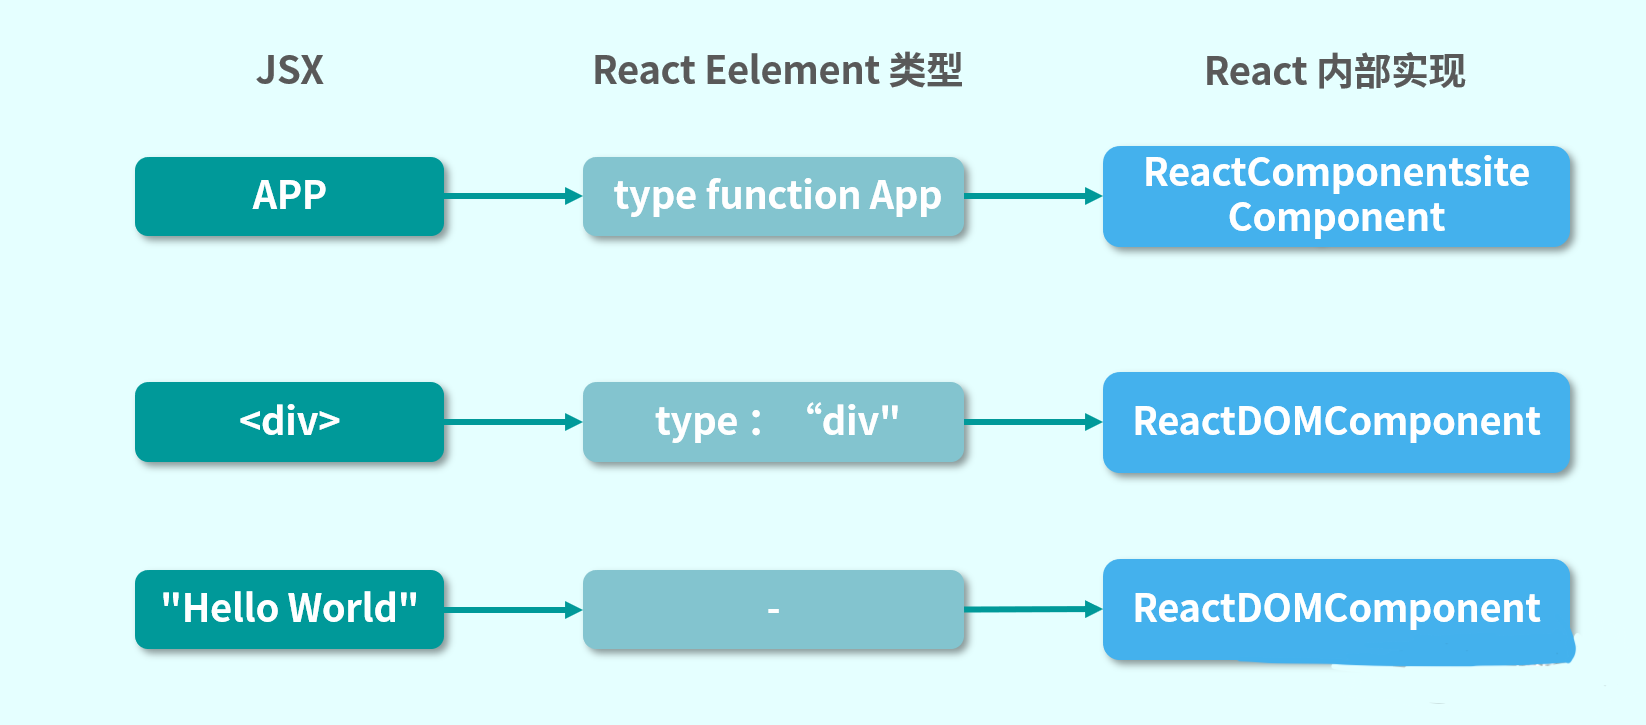 JSX
React Eelement 类型
React 内部实现
APP
type function App
ReactComponentsite
Component
<div>
type： “div"
ReactDOMComponent
"Hello World"
-
ReactDOMComponent